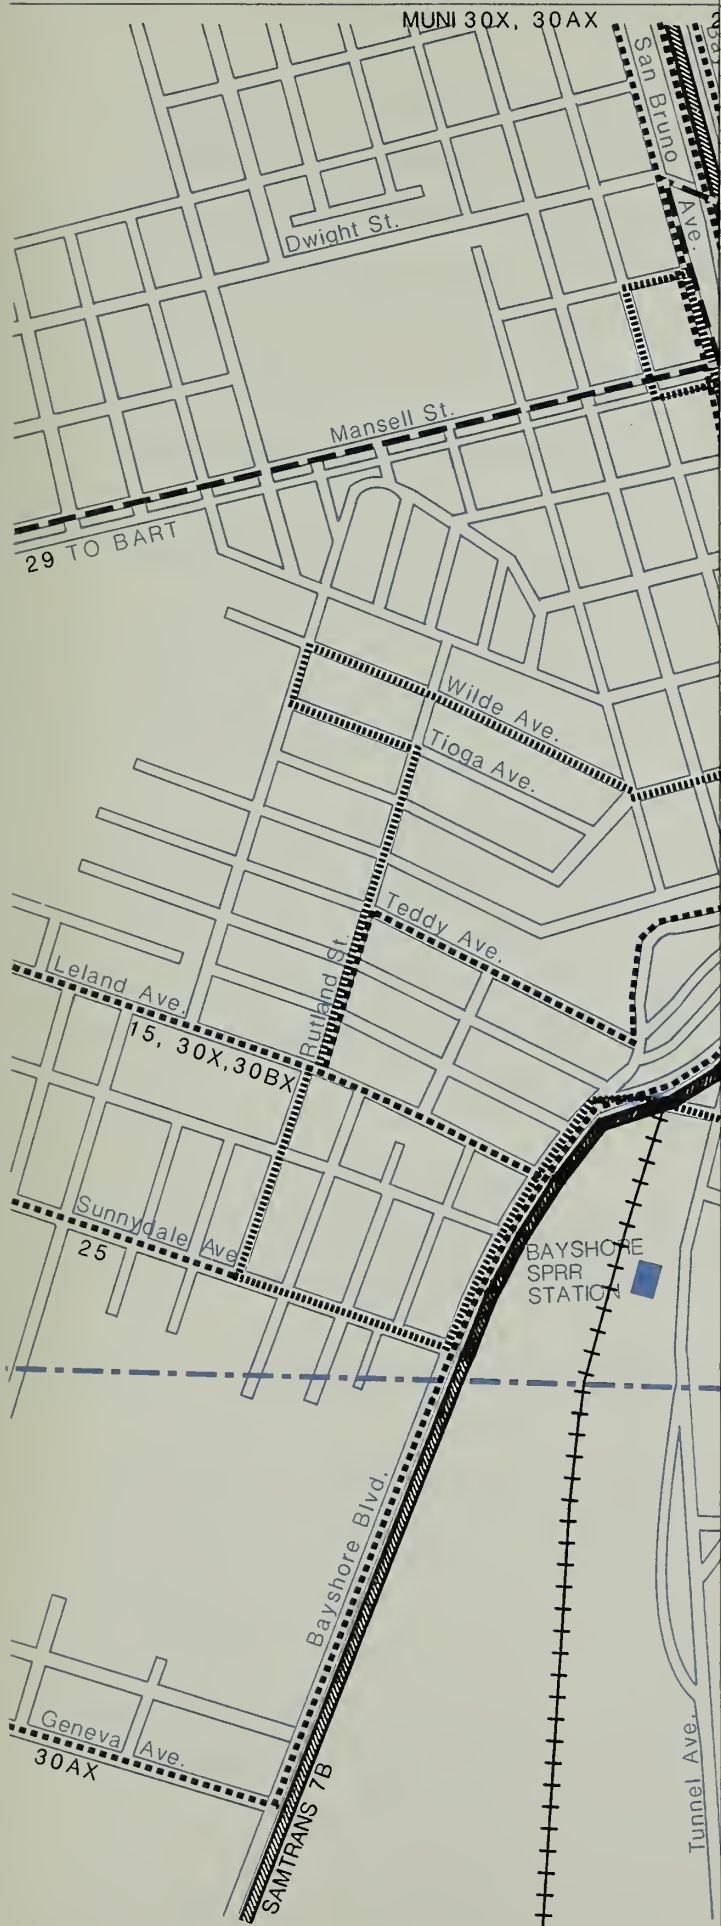 MUNI 30X, 30AX
2
San Bruno Ave.
Dwight St.
Mansell St.
29 TO BART
Wilde Ave.
Tioga Ave.
Teddy Ave.
Rutland St.
Leland Ave.
15, 30X, 30BX
Sunnydale Ave
25
BAYSHORE
SPRR
STATION
Bayshore Blvd.
Geneva Ave.
30AX
SAMTRANS 7B
Tunnel Ave.